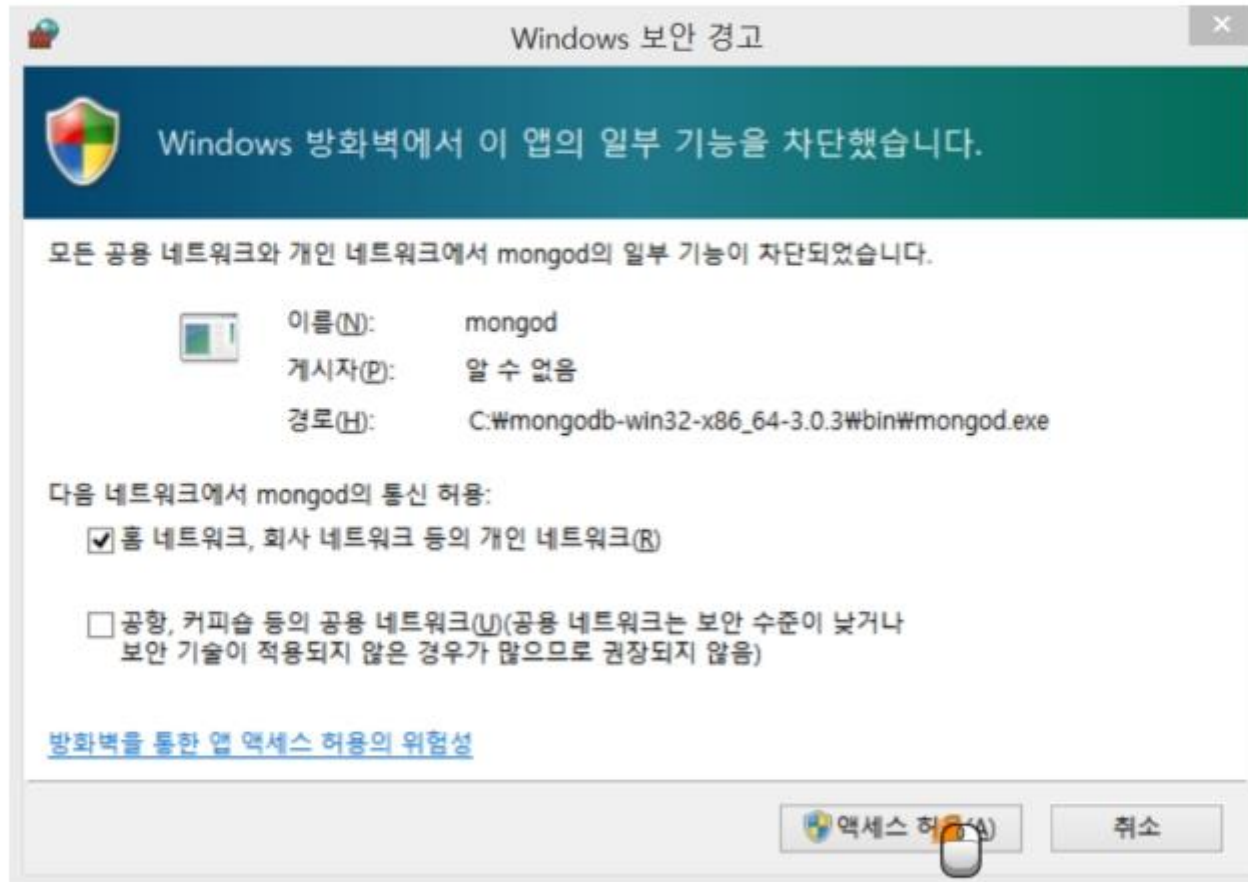 Windows 보안 경고
Windows 방화벽에서 이 앱의 일부 기능을 차단했습니다.
모든 공용 네트워크와 개인 네트워크에서 mongod의 일부 기능이 차단되었습니다.
이름(N): mongod
게시자(P): 알 수 없음
경로(H): C:₩mongodb-win32-x86_64-3.0.3₩bin₩mongod.exe
다음 네트워크에서 mongod의 통신 허용:
홈 네트워크, 회사 네트워크 등의 개인 네트워크(R)
공항, 커피숍 등의 공용 네트워크(U)(공용 네트워크는 보안 수준이 낮거나
보안 기술이 적용되지 않은 경우가 많으므로 권장되지 않음)
방화벽을 통한 앱 액세스 허용의 위험성
액세스 허용(A) 취소